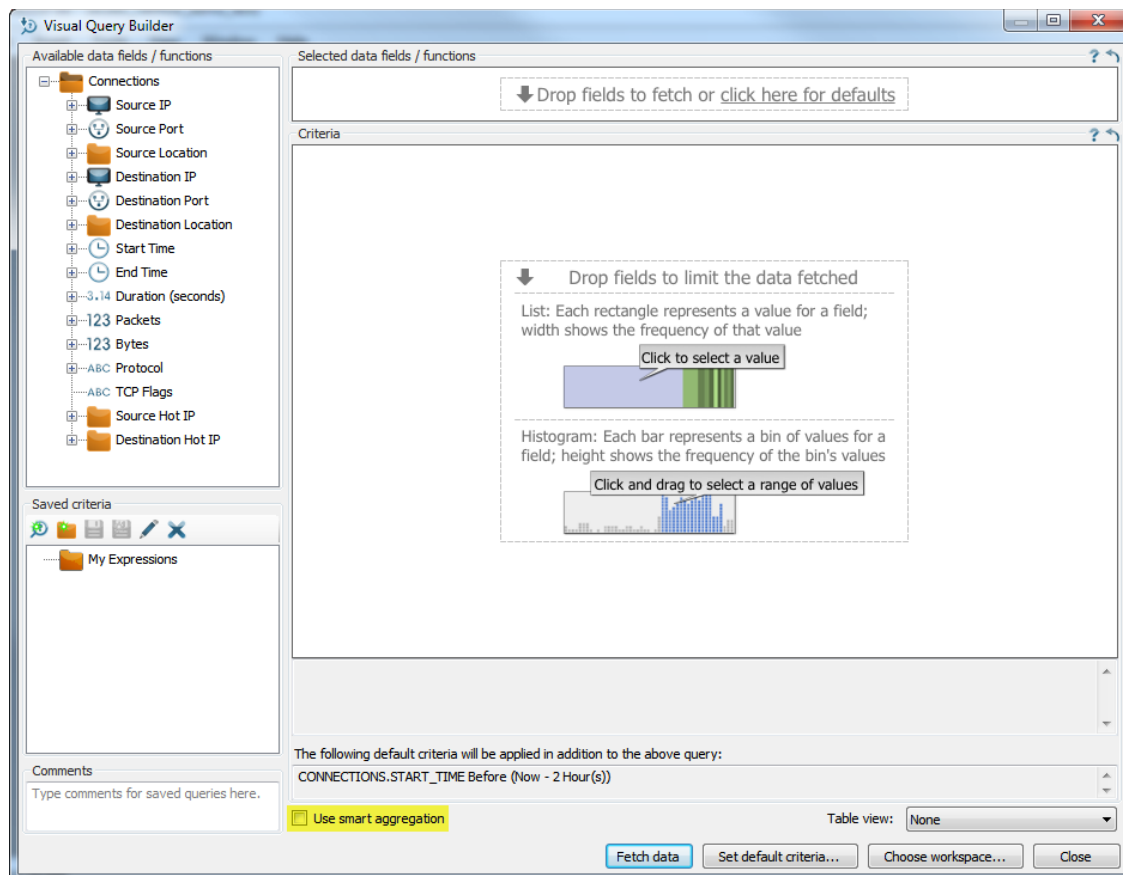 Visual Query Builder
Available data fields / functions
Connections
Source IP
Source Port
Source Location
Destination IP
Destination Port
Destination Location
Start Time
End Time
3.14 Duration (seconds)
123 Packets
123 Bytes
ABC Protocol
ABC TCP Flags
Source Hot IP
Destination Hot IP
Saved criteria
My Expressions
Comments
Type comments for saved queries here.
Selected data fields / functions
Drop fields to fetch or click here for defaults
Criteria
Drop fields to limit the data fetched
List: Each rectangle represents a value for a field;
width shows the frequency of that value
Click to select a value
Histogram: Each bar represents a bin of values for a
field; height shows the frequency of the bin's values
Click and drag to select a range of values
The following default criteria will be applied in addition to the above query:
CONNECTIONS.START_TIME Before (Now - 2 Hour(s))
Use smart aggregation
Table view: None
Fetch data Set default criteria... Choose workspace... Close